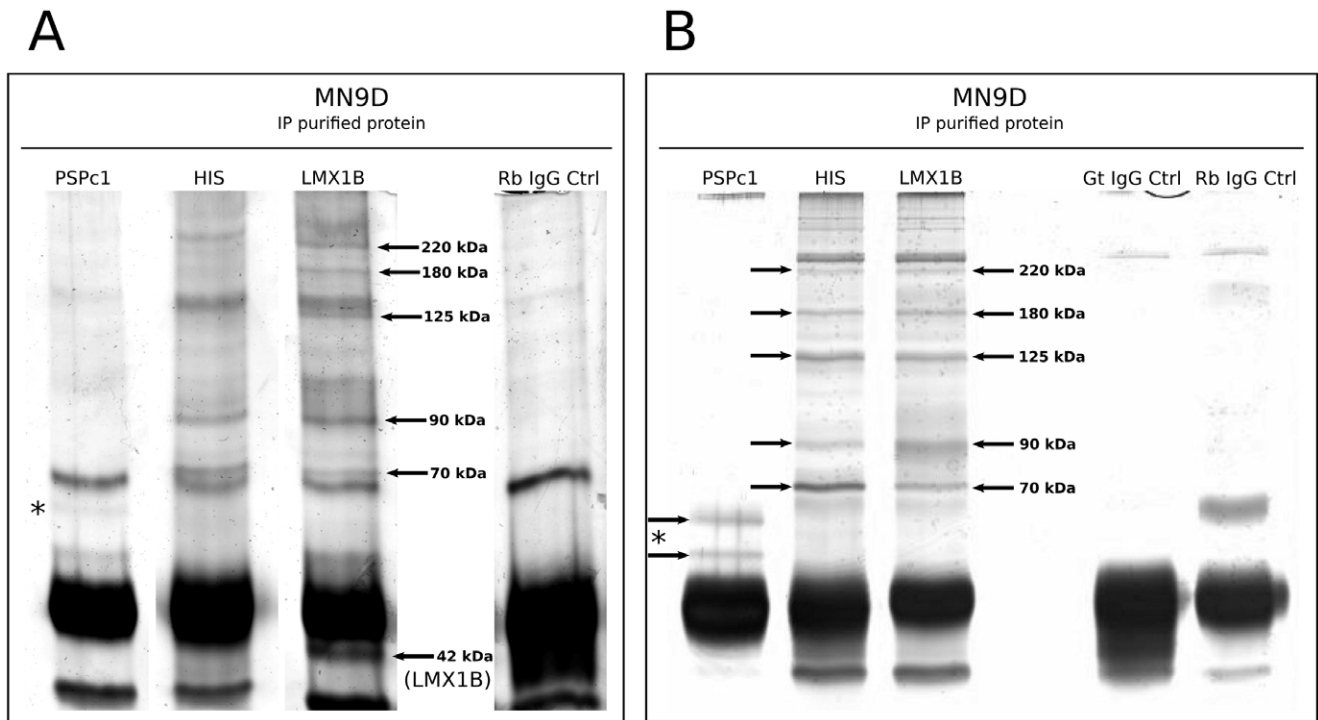 A
MN9D
IP purified protein
PSPc1 HIS LMX1B Rb IgG Ctrl
220 kDa
180 kDa
125 kDa
90 kDa
70 kDa
*
42 kDa
(LMX1B)
B
MN9D
IP purified protein
PSPc1 HIS LMX1B Gt IgG Ctrl Rb IgG Ctrl
220 kDa
180 kDa
125 kDa
90 kDa
70 kDa
*